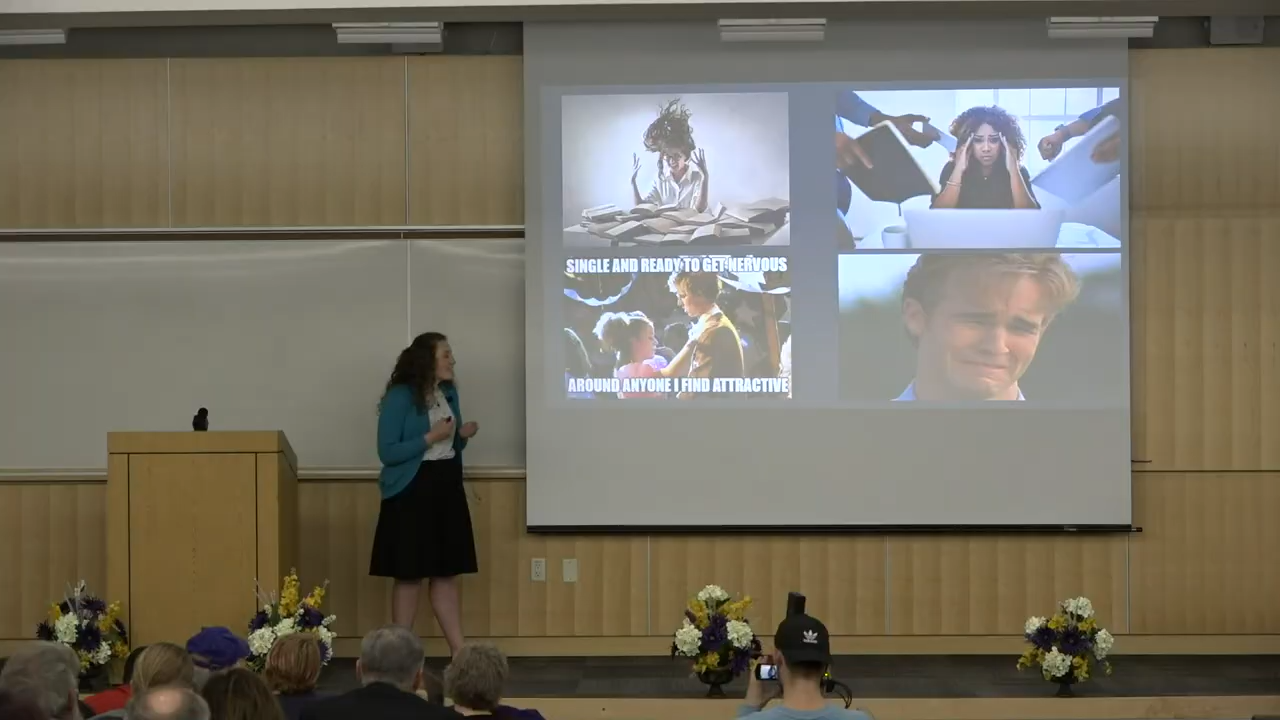 SINGLE AND READY TO GET NERVOUS
AROUND ANYONE I FIND ATTRACTIVE